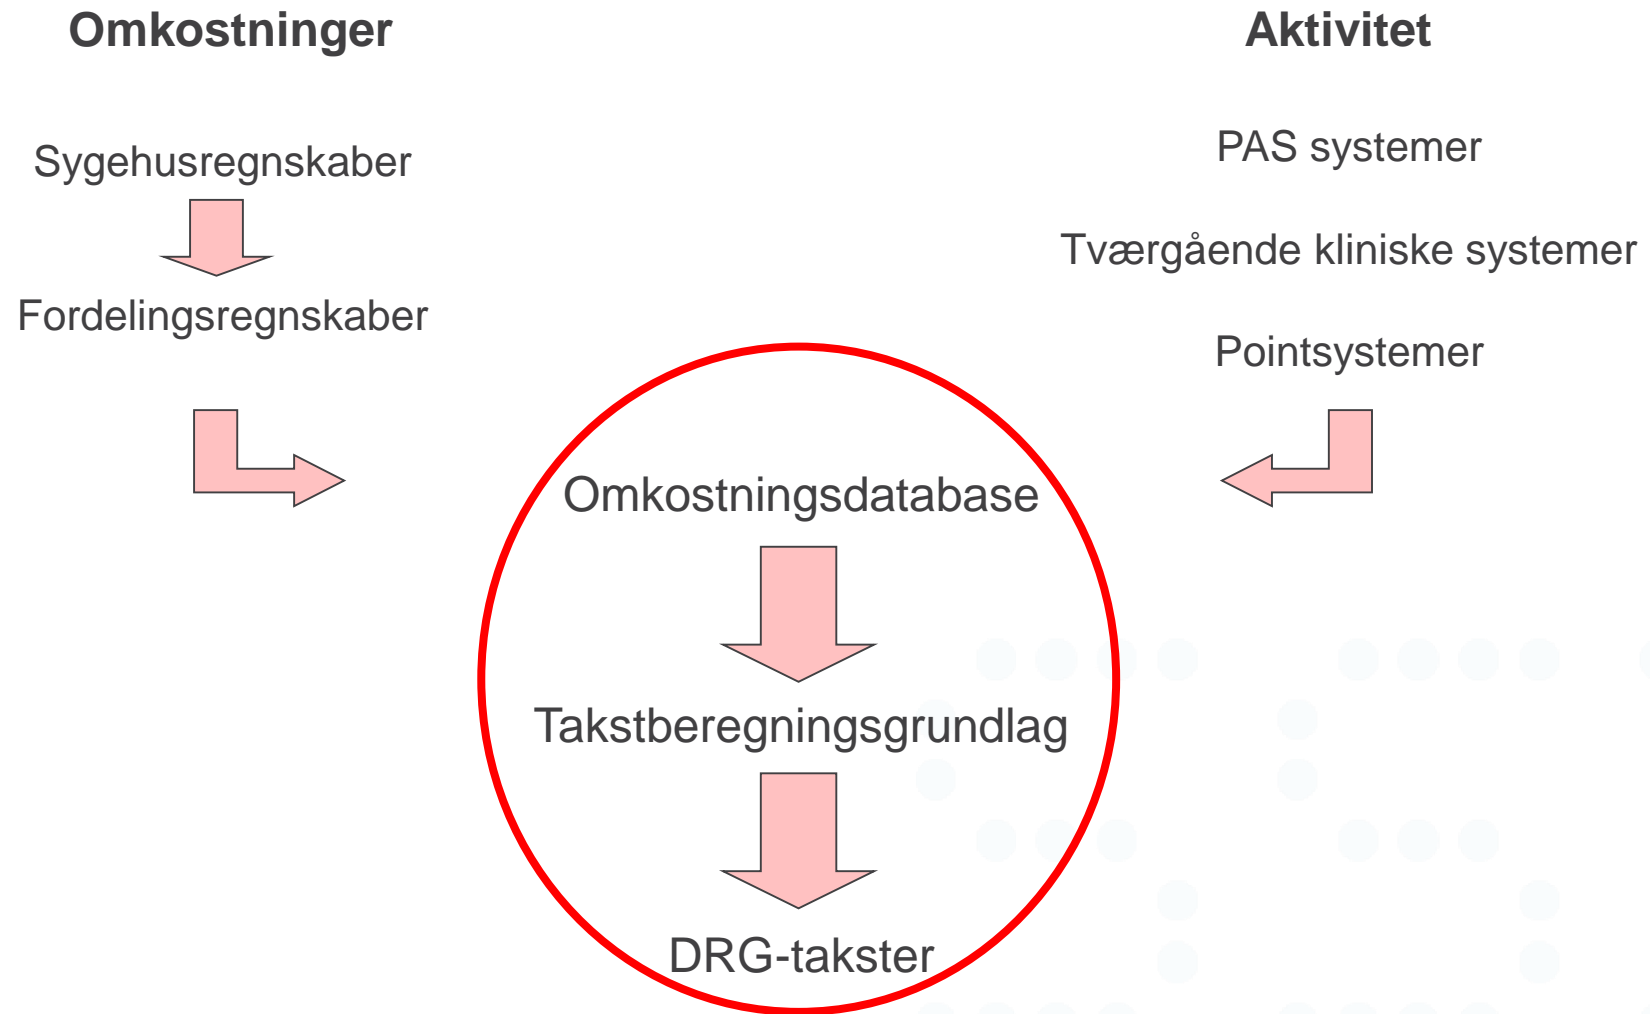 Omkostninger
Sygehusregnskaber
Fordelingsregnskaber
Aktivitet
PAS systemer
Tværgående kliniske systemer
Pointsystemer
Omkostningsdatabase
Takstberegningsgrundlag
DRG-takster